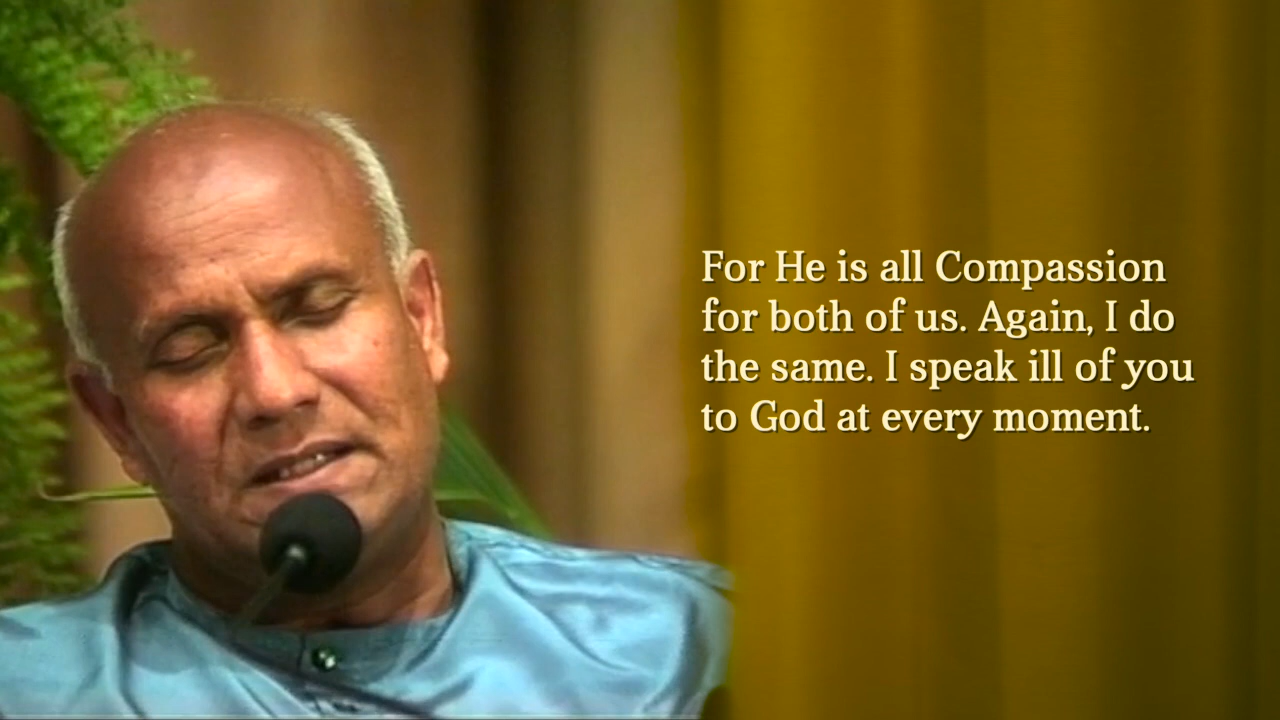 For He is all Compassion
for both of us. Again, I do
the same. I speak ill of you
to God at every moment.